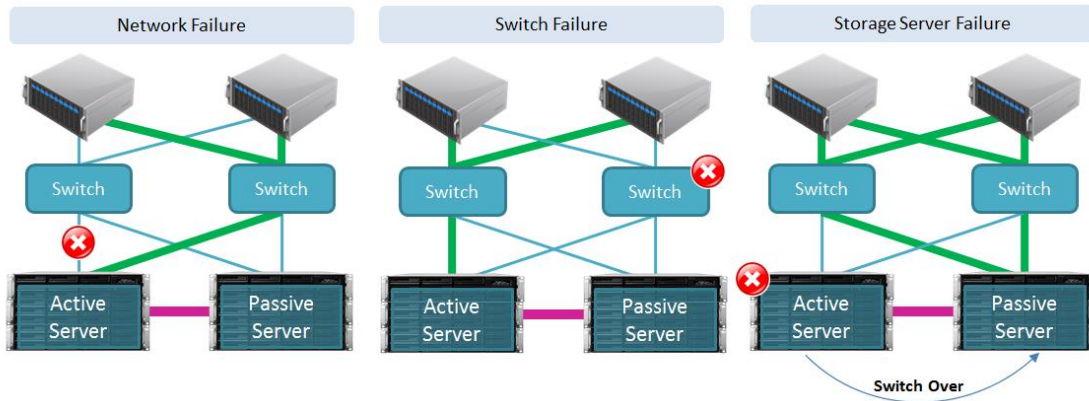 Network Failure
Switch Failure
Storage Server Failure
Switch
Switch
Switch
Switch
Switch
Switch
Active
Server
Passive
Server
Active
Server
Passive
Server
Active
Server
Passive
Server
Switch Over